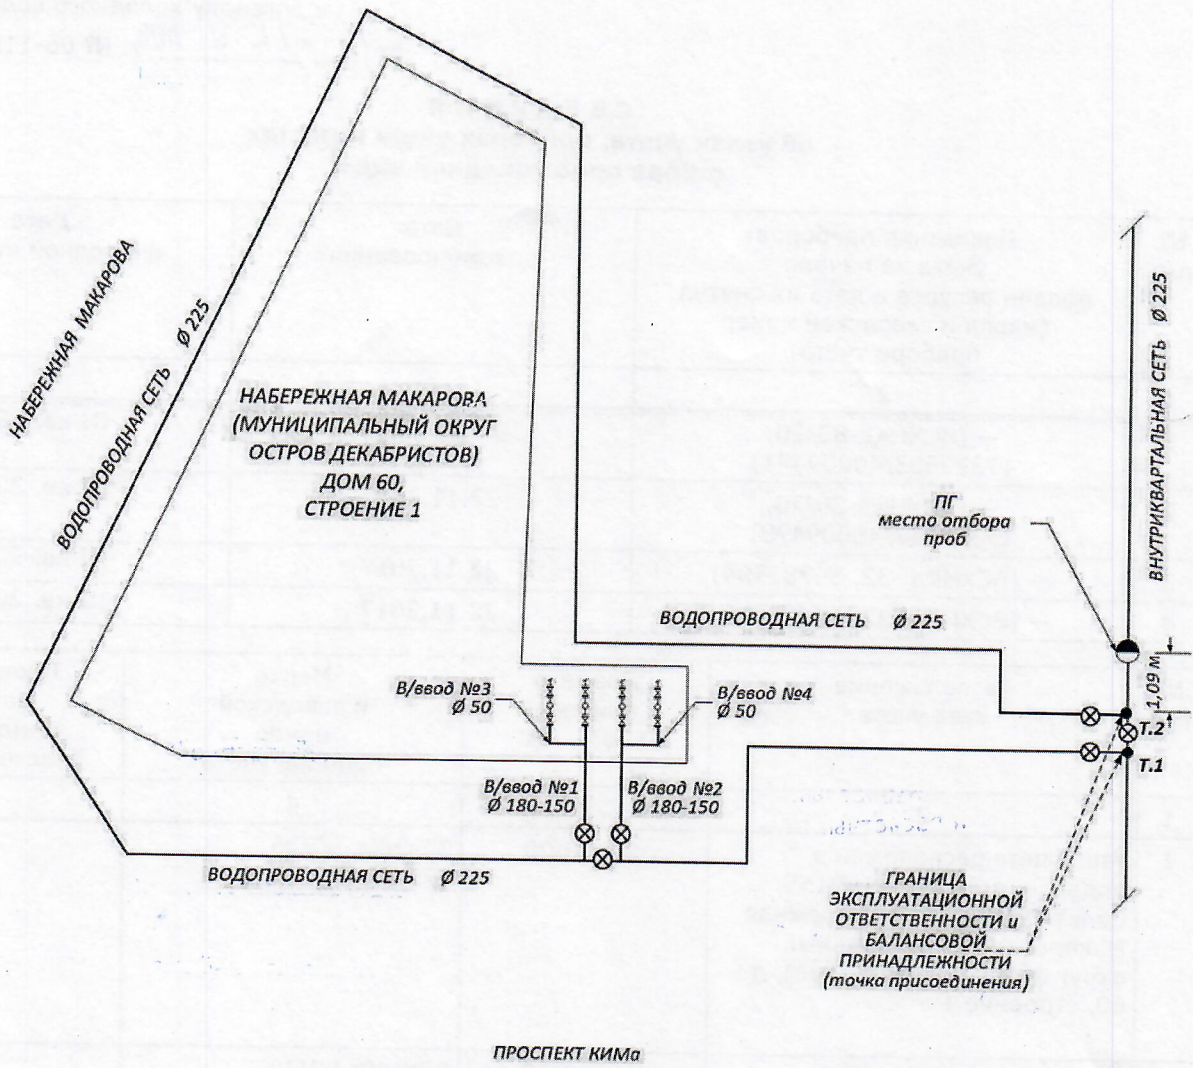 НАБЕРЕЖНАЯ МАКАРОВА
ВОДОПРОВОДНАЯ СЕТЬ Ø 225
НАБЕРЕЖНАЯ МАКАРОВА
(МУНИЦИПАЛЬНЫЙ ОКРУГ
ОСТРОВ ДЕКАБРИСТОВ)
ДОМ 60,
СТРОЕНИЕ 1
ВНУТРИКВАРТАЛЬНАЯ СЕТЬ Ø 225
ПГ
место отбора
проб
ВОДОПРОВОДНАЯ СЕТЬ Ø 225
1,09 м
В/ввод №3
Ø 50
В/ввод №4
Ø 50
Т.2
Т.1
В/ввод №1
Ø 180-150
В/ввод №2
Ø 180-150
ВОДОПРОВОДНАЯ СЕТЬ Ø 225
ГРАНИЦА
ЭКСПЛУАТАЦИОННОЙ
ОТВЕТСТВЕННОСТИ и
БАЛАНСОВОЙ
ПРИНАДЛЕЖНОСТИ
(точка присоединения)
ПРОСПЕКТ КИМа